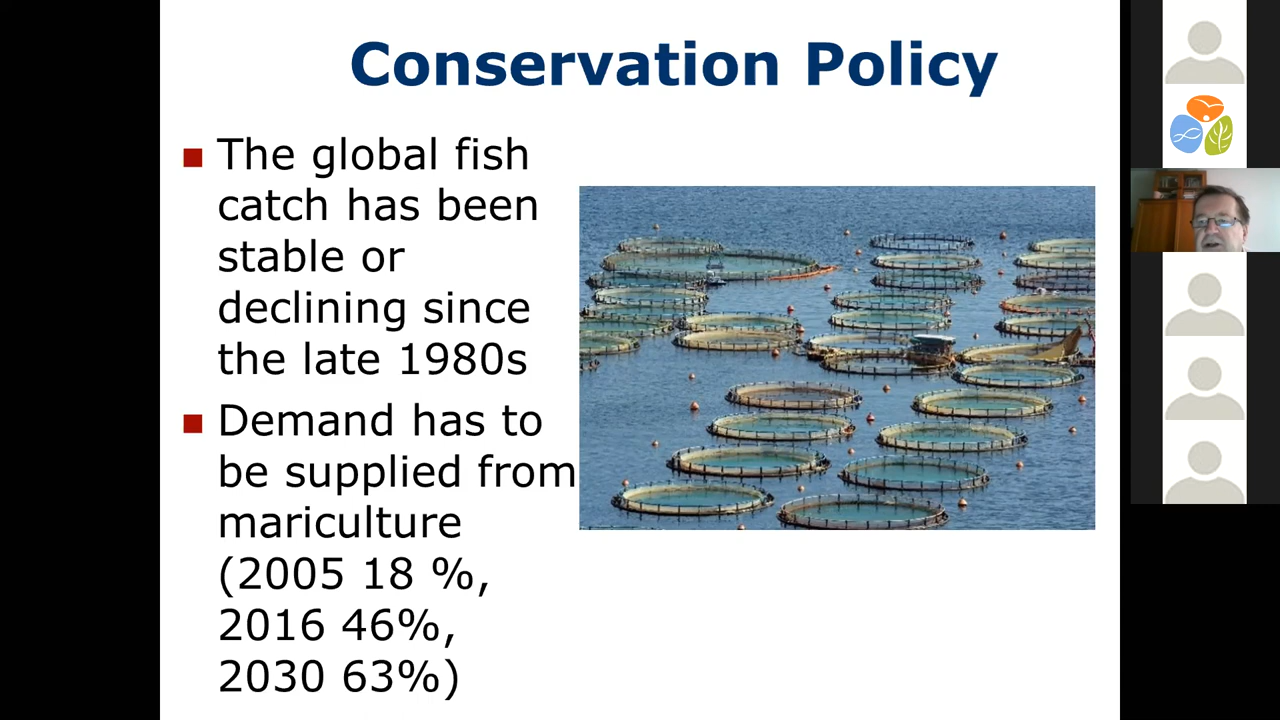 Conservation Policy
The global fish
catch has been
stable or
declining since
the late 1980s
Demand has to
be supplied from
mariculture
(2005 18 %,
2016 46%,
2030 63%)